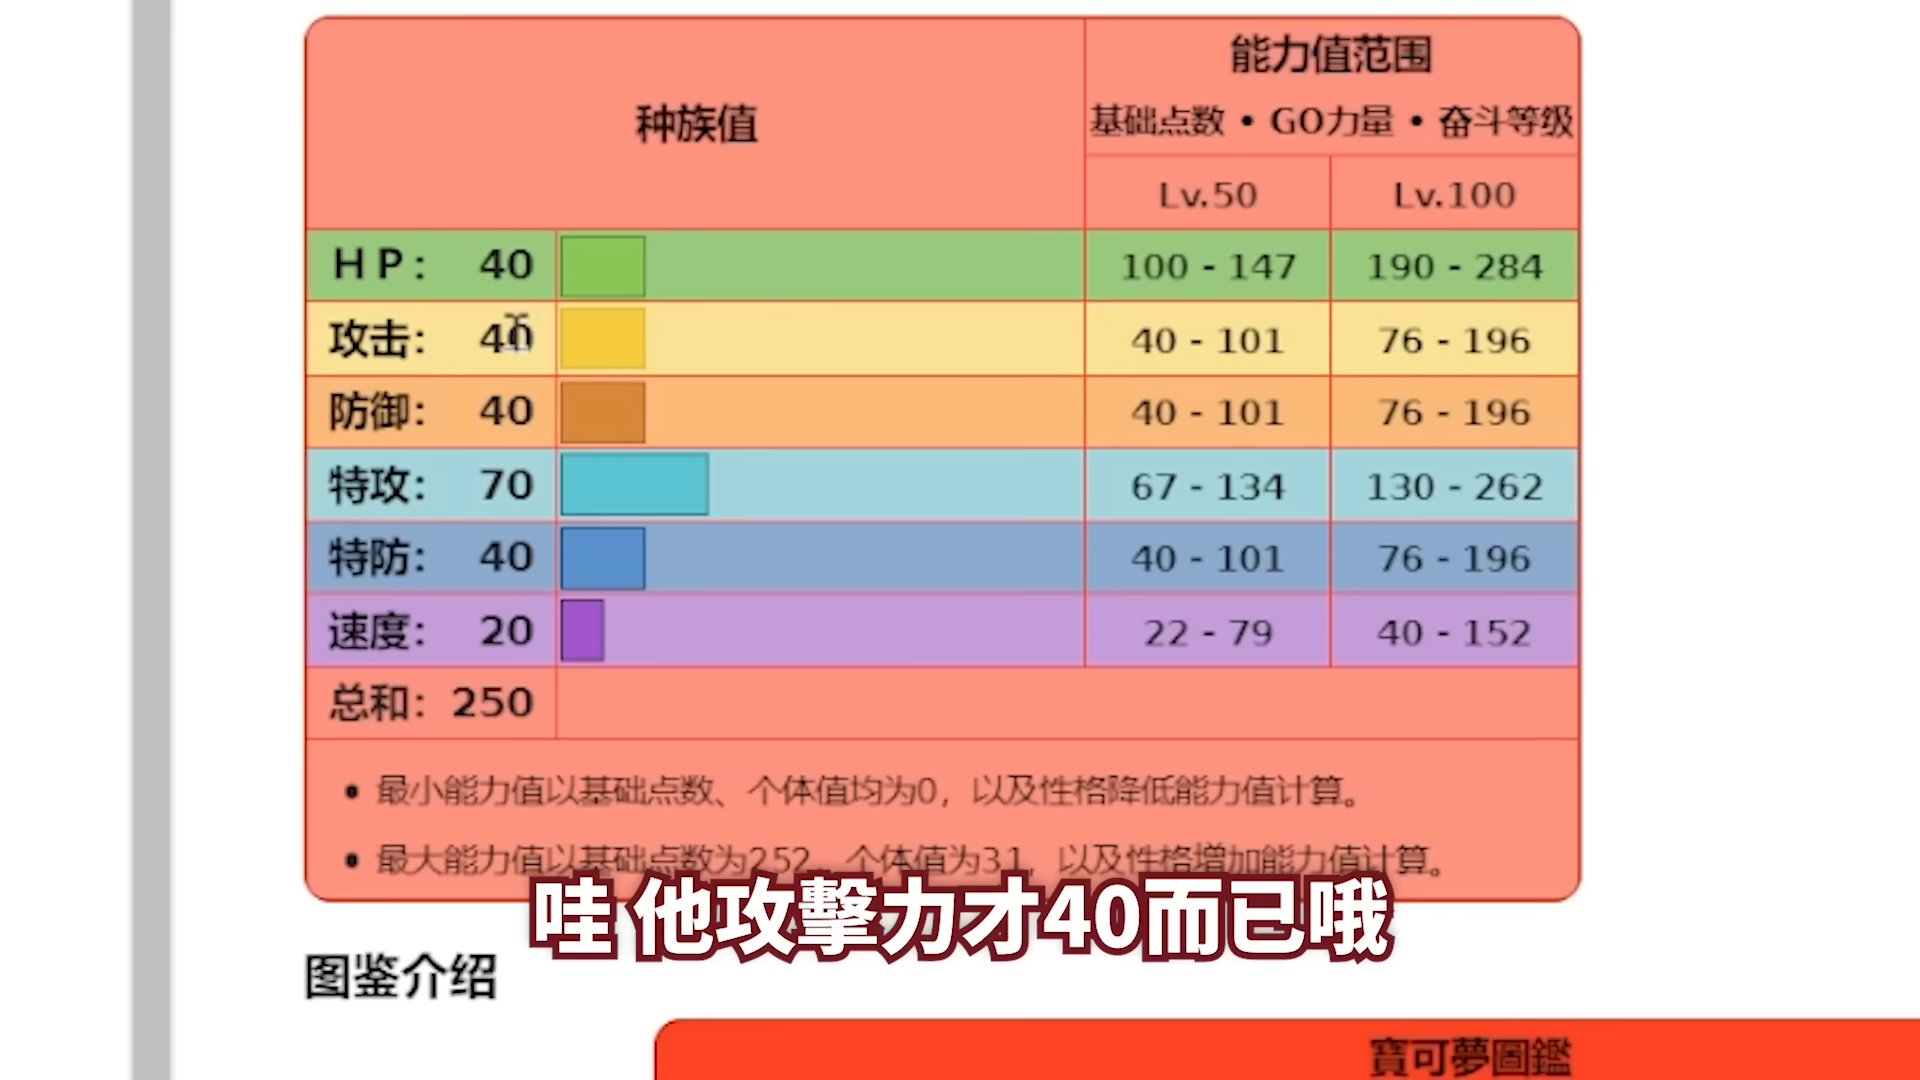 种族值
能力值范围
基础点数 • GO力量 • 奋斗等级
Lv.50 Lv.100
HP: 40 100 - 147 190 - 284
攻击: 40 40 - 101 76 - 196
防御: 40 40 - 101 76 - 196
特攻: 70 67 - 134 130 - 262
特防: 40 40 - 101 76 - 196
速度: 20 22 - 79 40 - 152
总和: 250
• 最小能力值以基础点数、个体值均为0，以及性格降低能力值计算。
• 最大能力值以基础点数为252，个体值为31，以及性格增加能力值计算。
哇 他攻擊力才40而已哦
图鉴介绍
寶可夢圖鑑